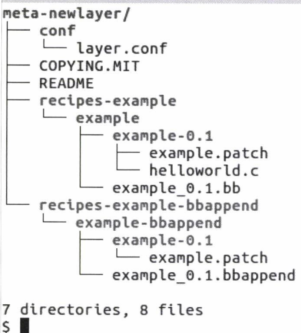 meta-newlayer/
├── conf
│   └── layer.conf
├── COPYING.MIT
├── README
├── recipes-example
│   └── example
│       ├── example-0.1
│       │   ├── example.patch
│       │   └── helloworld.c
│       └── example_0.1.bb
└── recipes-example-bbappend
    └── example-bbappend
        ├── example-0.1
        │   └── example.patch
        └── example_0.1.bbappend

7 directories, 8 files
$